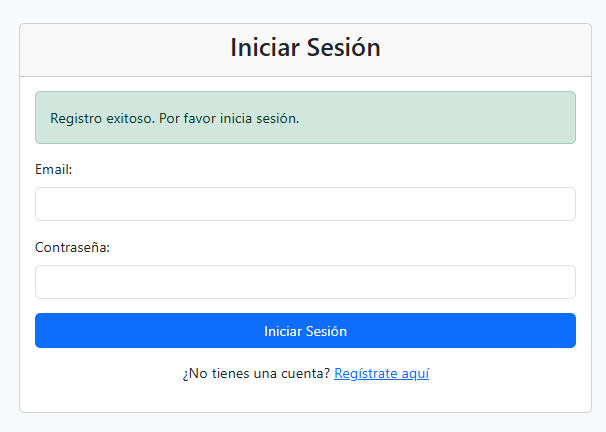 Iniciar Sesión
Registro exitoso. Por favor inicia sesión.
Email:
Contraseña:
Iniciar Sesión
¿No tienes una cuenta? Regístrate aquí